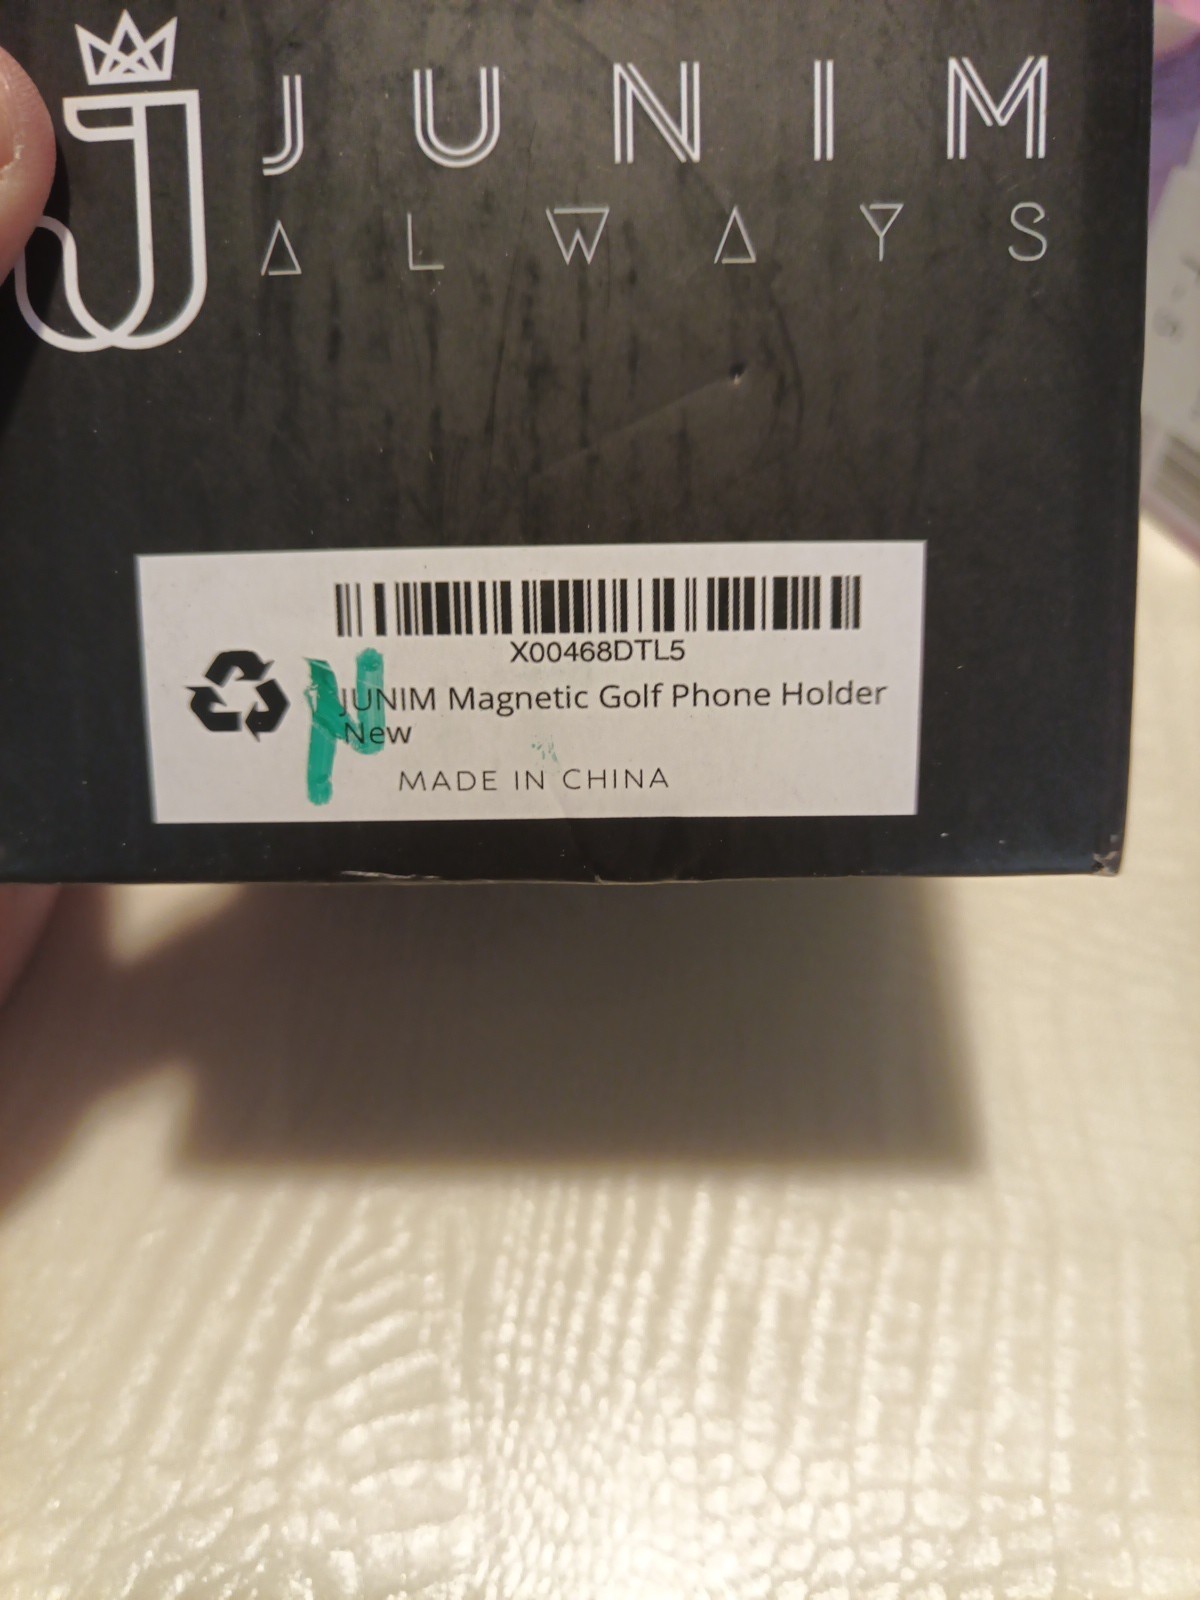 JUNIM
ALWAYS
X00468DTL5
JUNIM Magnetic Golf Phone Holder
New
MADE IN CHINA